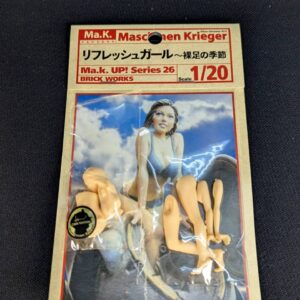 Ma.K.
Maschinen Krieger
リフレッシュガール～裸足の季節
Ma.k. UP! Series 26
BRICK WORKS
Scale 1/20